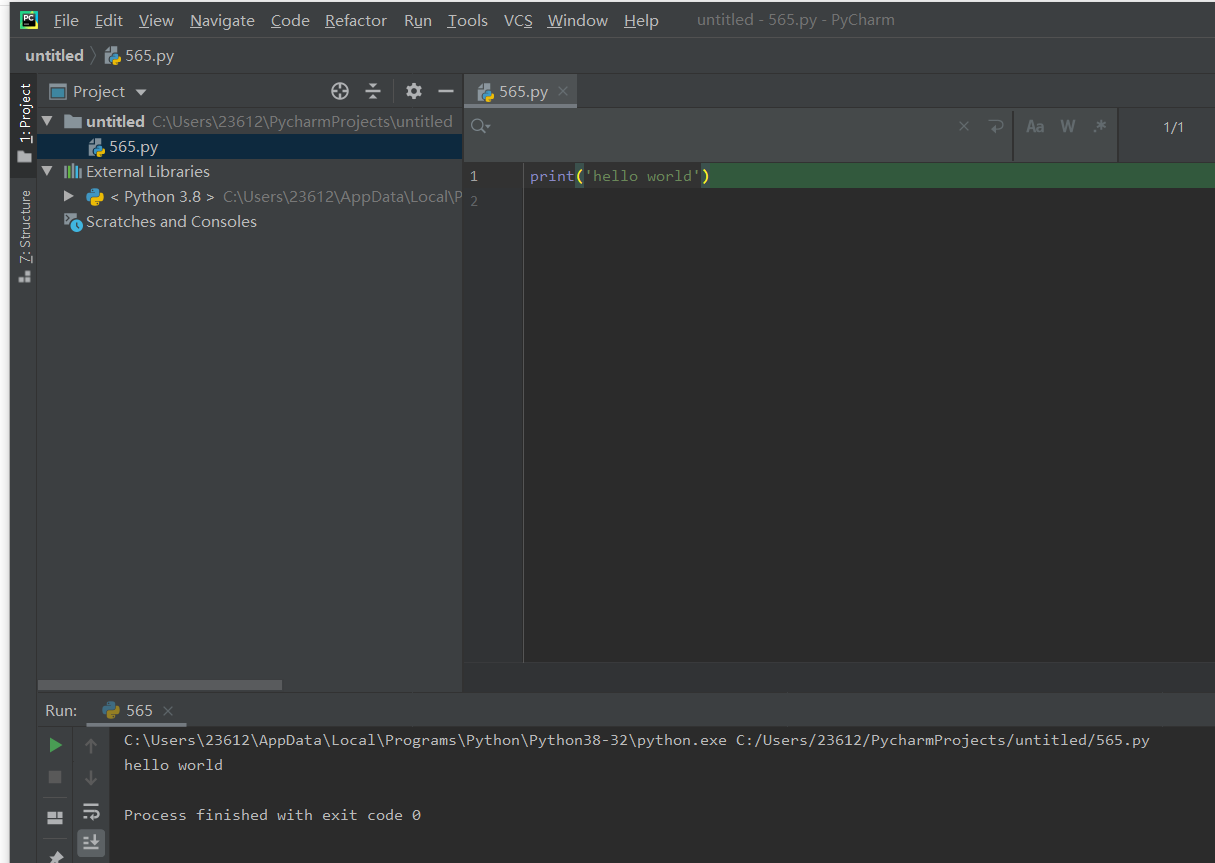 PC File Edit View Navigate Code Refactor Run Tools VCS Window Help untitled - 565.py - PyCharm
untitled 565.py
1: Project
Project
565.py
untitled C:\Users\23612\PycharmProjects\untitled
Aa W .* 1/1
565.py
External Libraries
1 print('hello world')
< Python 3.8 > C:\Users\23612\AppData\Local\P
2
Scratches and Consoles
Z: Structure
Run: 565
C:\Users\23612\AppData\Local\Programs\Python\Python38-32\python.exe C:/Users/23612/PycharmProjects/untitled/565.py
hello world
Process finished with exit code 0